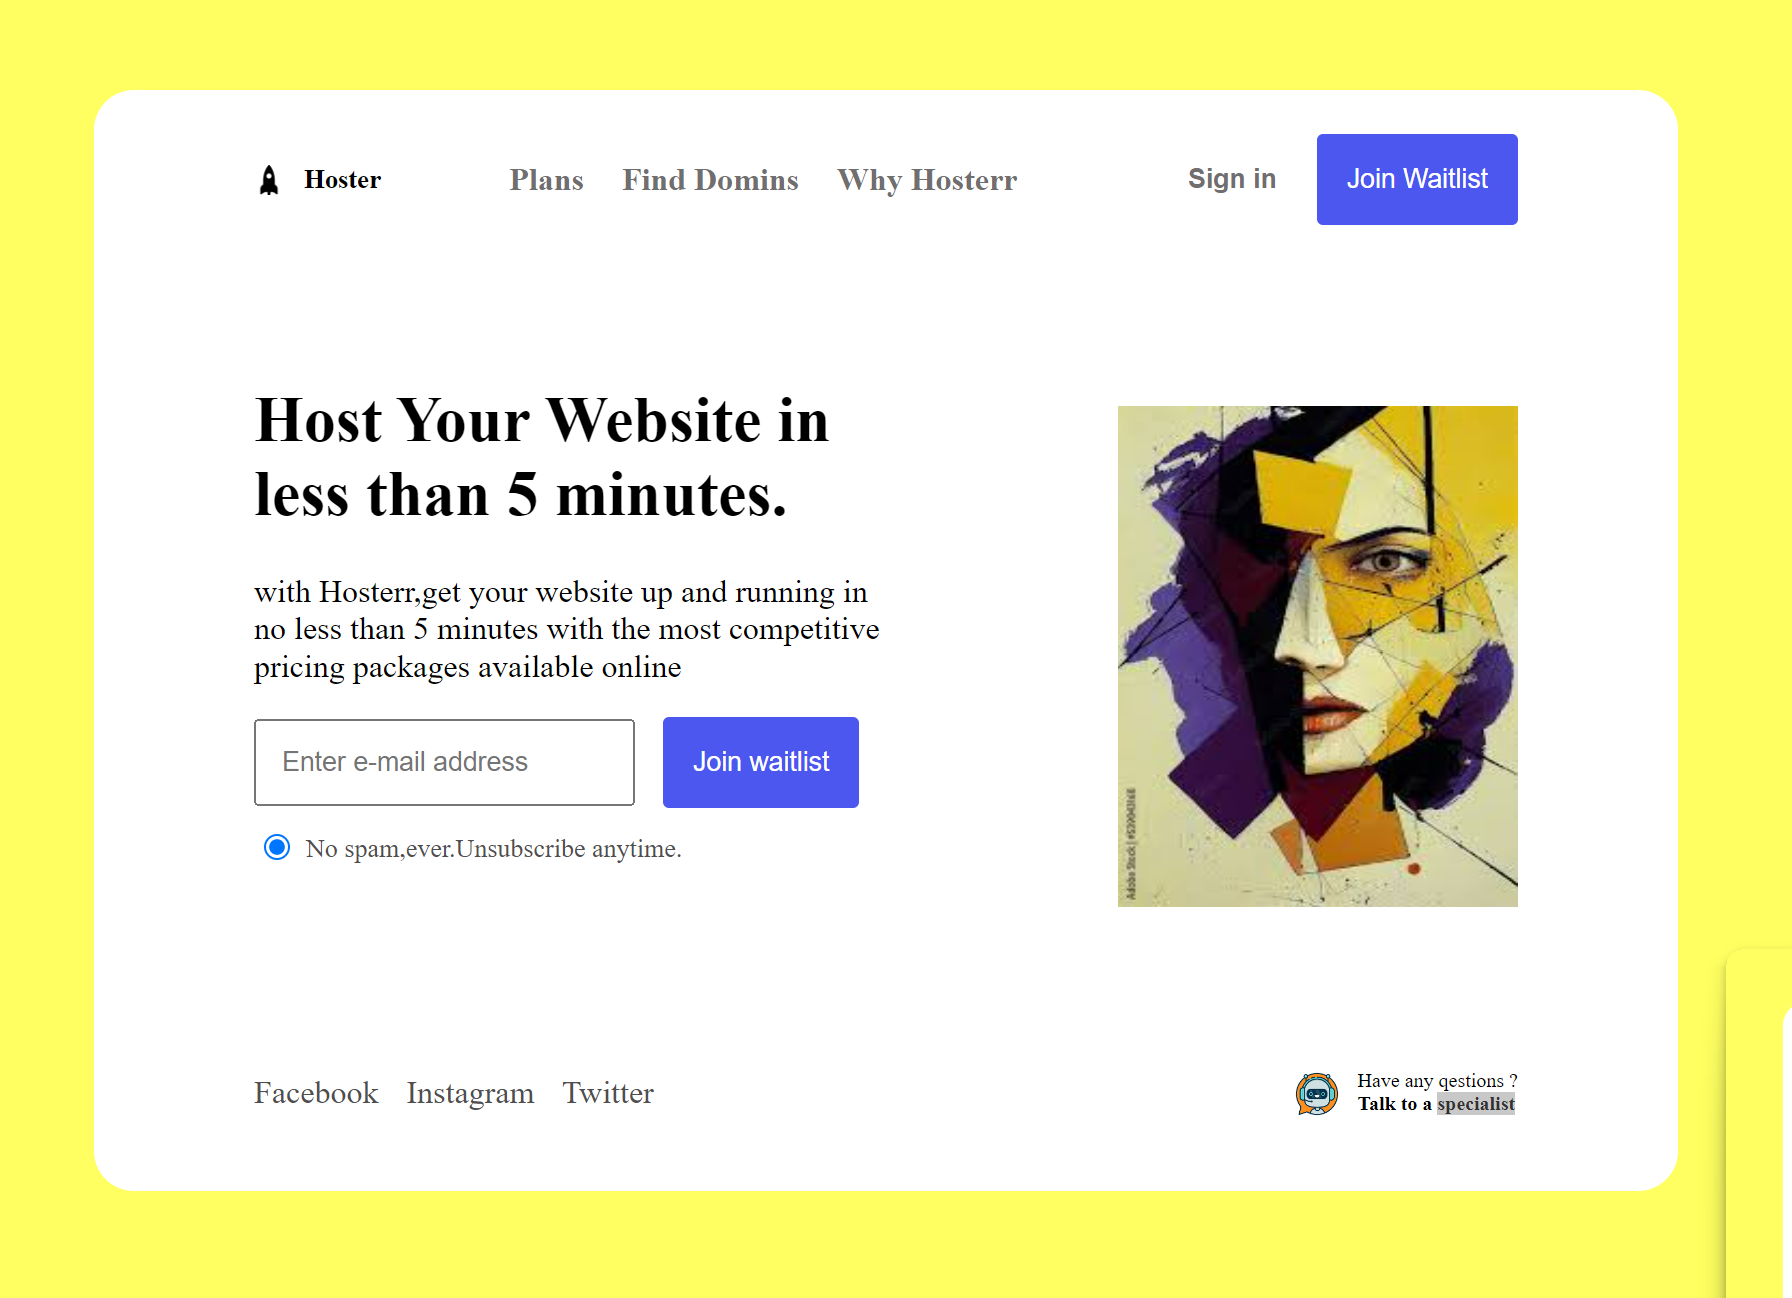 Hoster
Plans
Find Domins
Why Hosterr
Sign in
Join Waitlist
Host Your Website in
less than 5 minutes.
with Hosterr,get your website up and running in
no less than 5 minutes with the most competitive
pricing packages available online
Enter e-mail address
Join waitlist
No spam,ever.Unsubscribe anytime.
Adobe Stock |
Facebook
Instagram
Twitter
Have any qestions ?
Talk to a specialist